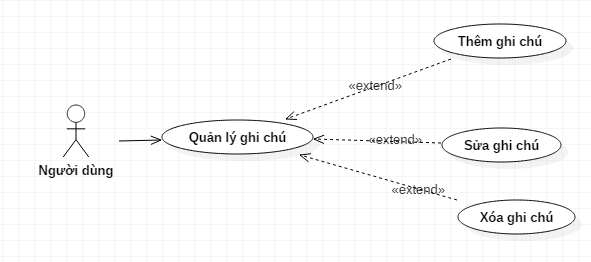 Thêm ghi chú
«extend»
Quản lý ghi chú
«extend»
Sửa ghi chú
Người dùng
«extend»
Xóa ghi chú